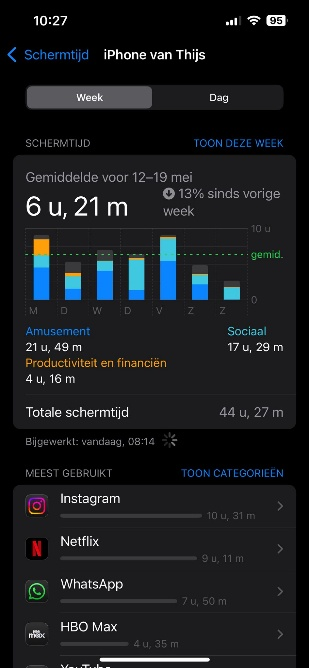 10:27
95
Schermtijd
iPhone van Thijs
Week
Dag
SCHERMTIJD
TOON DEZE WEEK
Gemiddelde voor 12–19 mei
6 u, 21 m
13% sinds vorige
week
10 u
gemid.
0
M D W D V Z Z
Amusement
Sociaal
21 u, 49 m
17 u, 29 m
Productiviteit en financiën
4 u, 16 m
Totale schermtijd
44 u, 27 m
Bijgewerkt: vandaag, 08:14
MEEST GEBRUIKT
TOON CATEGORIEËN
Instagram
10 u, 31 m
Netflix
9 u, 11 m
WhatsApp
7 u, 50 m
HBO Max
HBO max
4 u, 35 m
YouTube